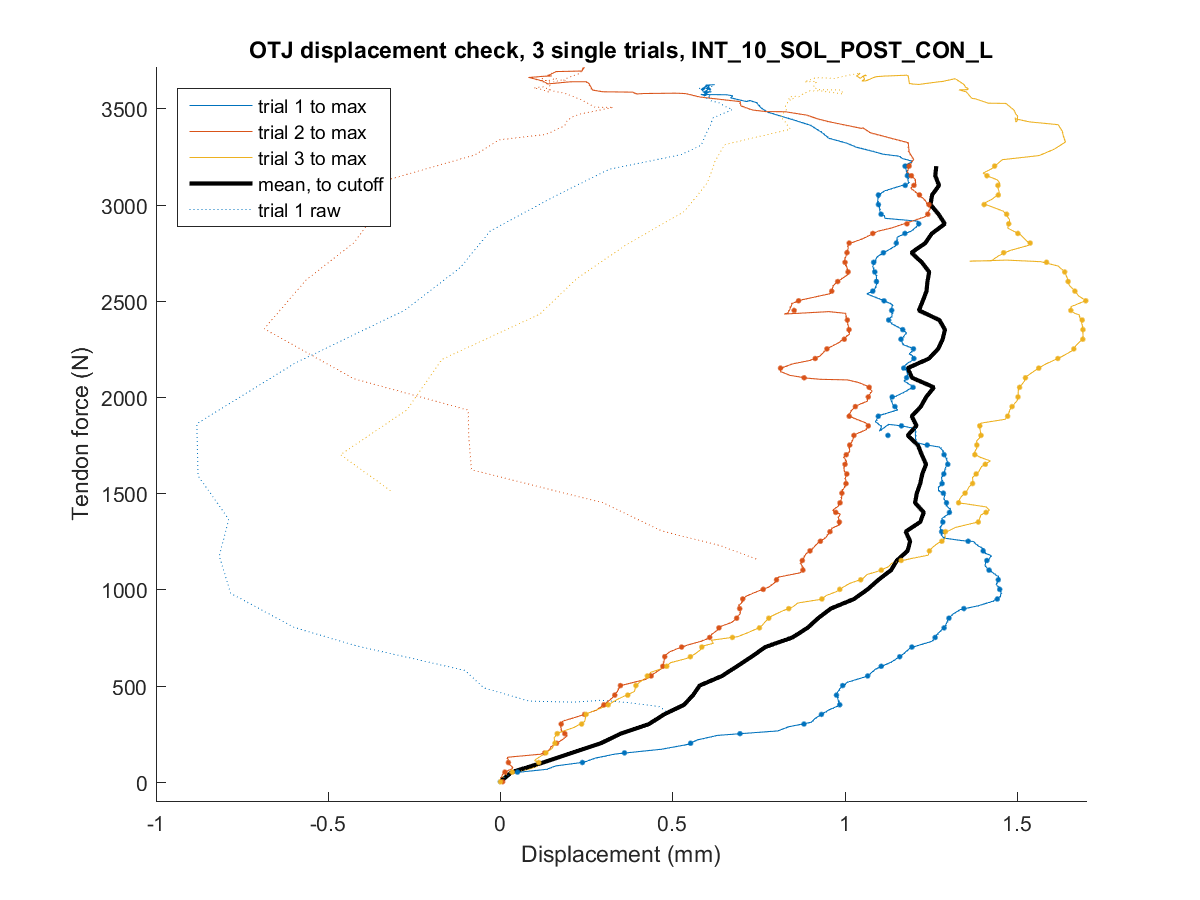 OTJ displacement check, 3 single trials, INT_10_SOL_POST_CON_L
trial 1 to max
trial 2 to max
trial 3 to max
mean, to cutoff
trial 1 raw
3500
3000
2500
2000
1500
1000
500
0
Tendon force (N)
-1
-0.5
0
0.5
1
1.5
Displacement (mm)